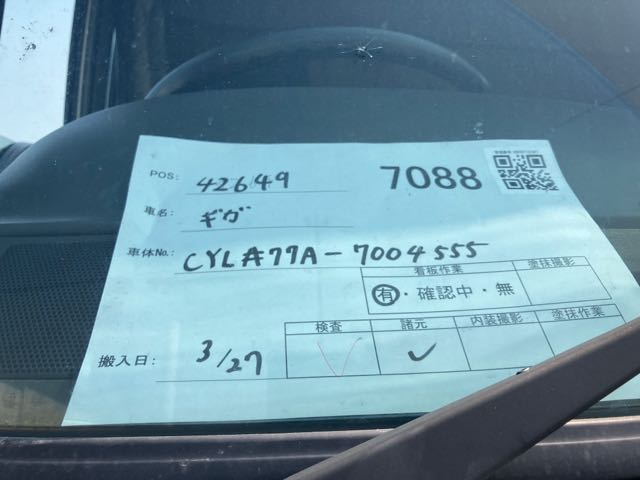 POS: 42649 7088
車名: ギガ
車体No.: CYL77A-7004555
看板作業 塗抹撮影
有・確認中・無
検査 諸元 内装撮影 塗抹作業
搬入日: 3/27 ✓ ✓